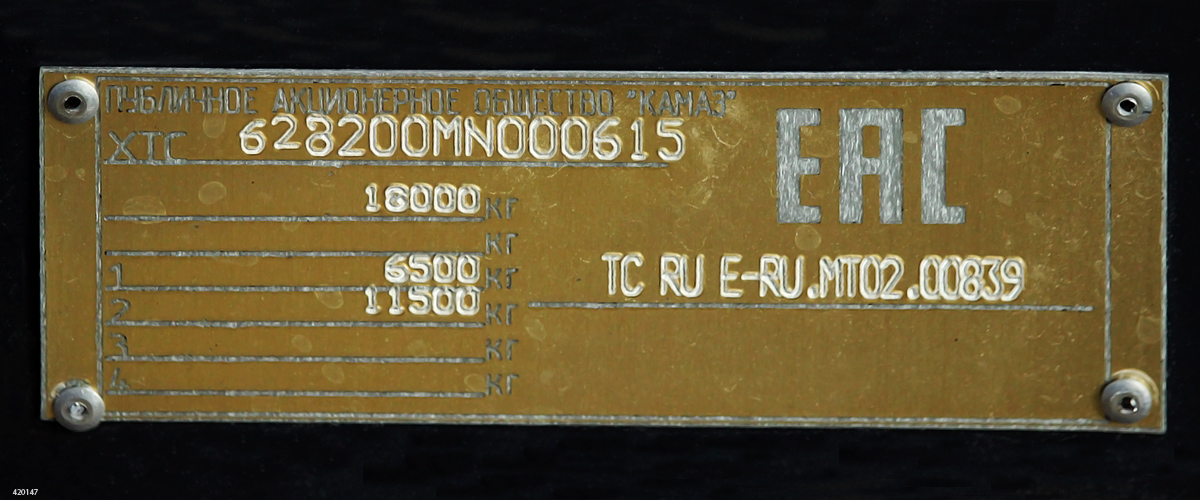 ПУБЛИЧНОЕ АКЦИОНЕРНОЕ ОБЩЕСТВО "КАМАЗ"
XTC 628200MN000615
EAC
18000 кг
кг
1 6500 кг
2 11500 кг
3 кг
4 кг
ТС RU E-RU.MT02.00839
420147